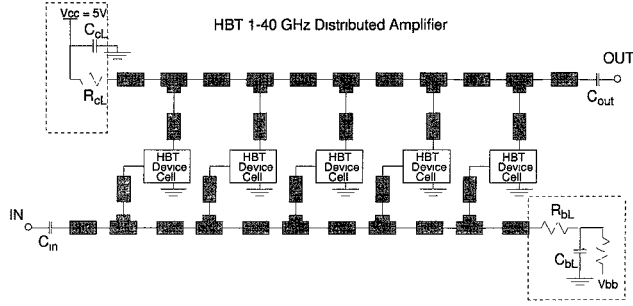 HBT 1-40 GHz Distributed Amplifier
Vcc = 5V
CcL
RcL
OUT
Cout
HBT Device Cell
HBT Device Cell
HBT Device Cell
HBT Device Cell
HBT Device Cell
IN
Cin
RbL
CbL
Vbb